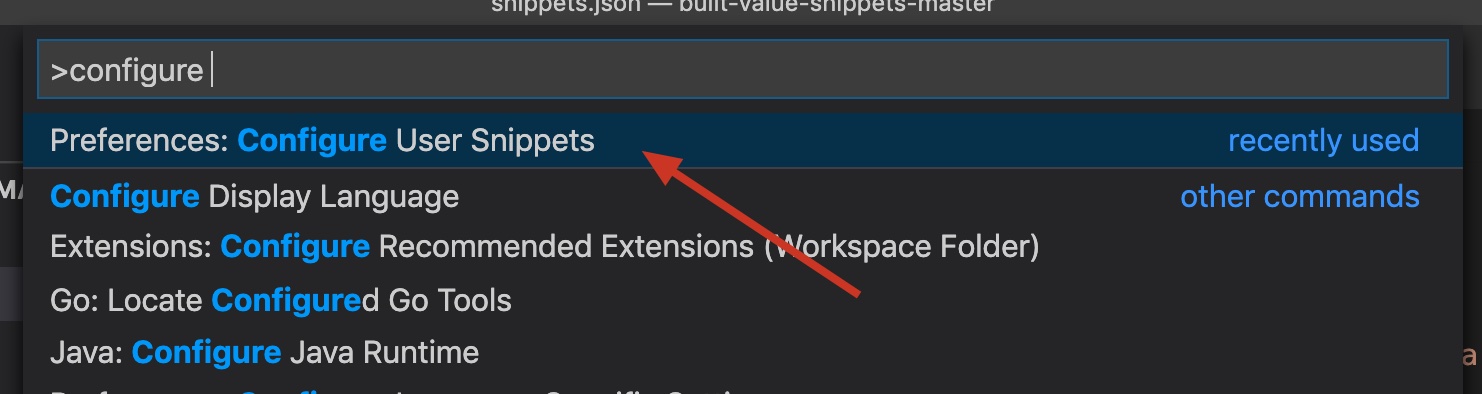 snippets.json — built-value-snippets-master
>configure
Preferences: Configure User Snippets recently used
Configure Display Language other commands
Extensions: Configure Recommended Extensions (Workspace Folder)
Go: Locate Configured Go Tools
Java: Configure Java Runtime